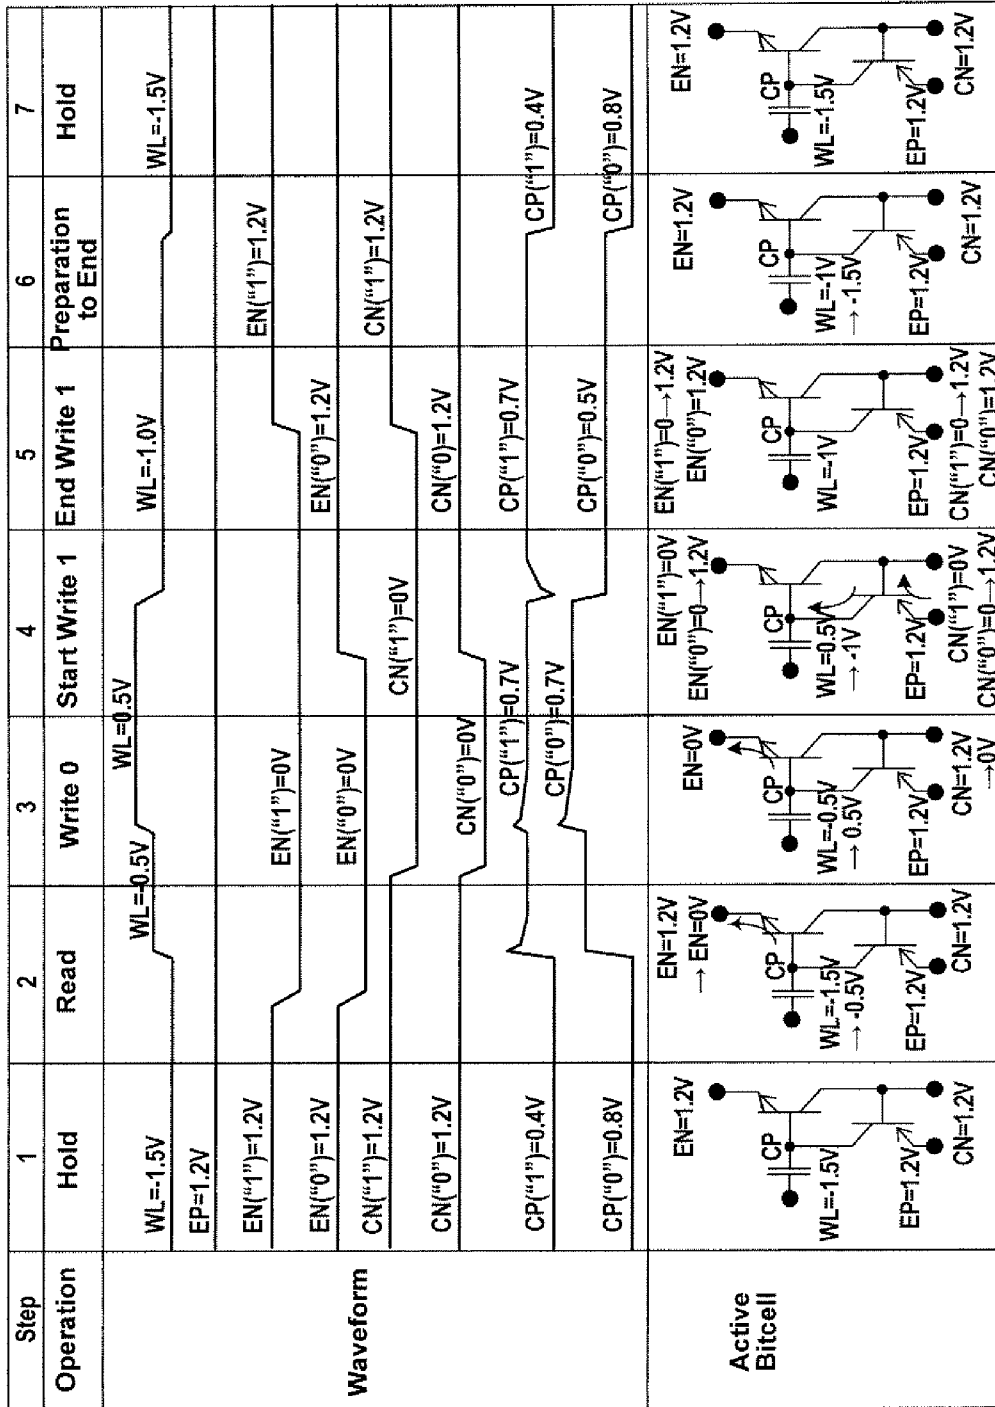 Step 1 2 3 4 5 6 7
Operation Hold Read Write 0 Start Write 1 End Write 1 Preparation to End Hold
Waveform
WL=-1.5V WL=-0.5V WL=0.5V WL=-1.0V WL=-1.5V
EP=1.2V
EN(“1”)=1.2V EN(“1”)=0V EN(“1”)=1.2V
EN(“0”)=1.2V EN(“0”)=0V EN(“0”)=1.2V
CN(“1”)=1.2V CN(“1”)=0V CN(“1”)=1.2V
CN(“0”)=1.2V CN(“0”)=0V CN(“0)=1.2V
CP(“1”)=0.4V CP(“1”)=0.7V CP(“1”)=0.7V CP(“1”)=0.4V
CP(“0”)=0.8V CP(“0”)=0.7V CP(“0”)=0.5V CP(“0”)=0.8V
Active
Bitcell
EN=1.2V
CP
WL=-1.5V
EP=1.2V
CN=1.2V
EN=1.2V
→ EN=0V
CP
WL=-1.5V
→ -0.5V
EP=1.2V
CN=1.2V
EN=0V
CP
WL=-0.5V
→ 0.5V
EP=1.2V
CN=1.2V
→0V
EN(“1”)=0V
EN(“0”)=0→1.2V
CP
WL=0.5V
→ -1V
EP=1.2V
CN(“1”)=0V
CN(“0”)=0→1.2V
EN(“1”)=0→1.2V
EN(“0”)=1.2V
CP
WL=-1V
EP=1.2V
CN(“1”)=0→1.2V
CN(“0”)=1.2V
EN=1.2V
CP
WL=-1V
→ -1.5V
EP=1.2V
CN=1.2V
EN=1.2V
CP
WL=-1.5V
EP=1.2V
CN=1.2V